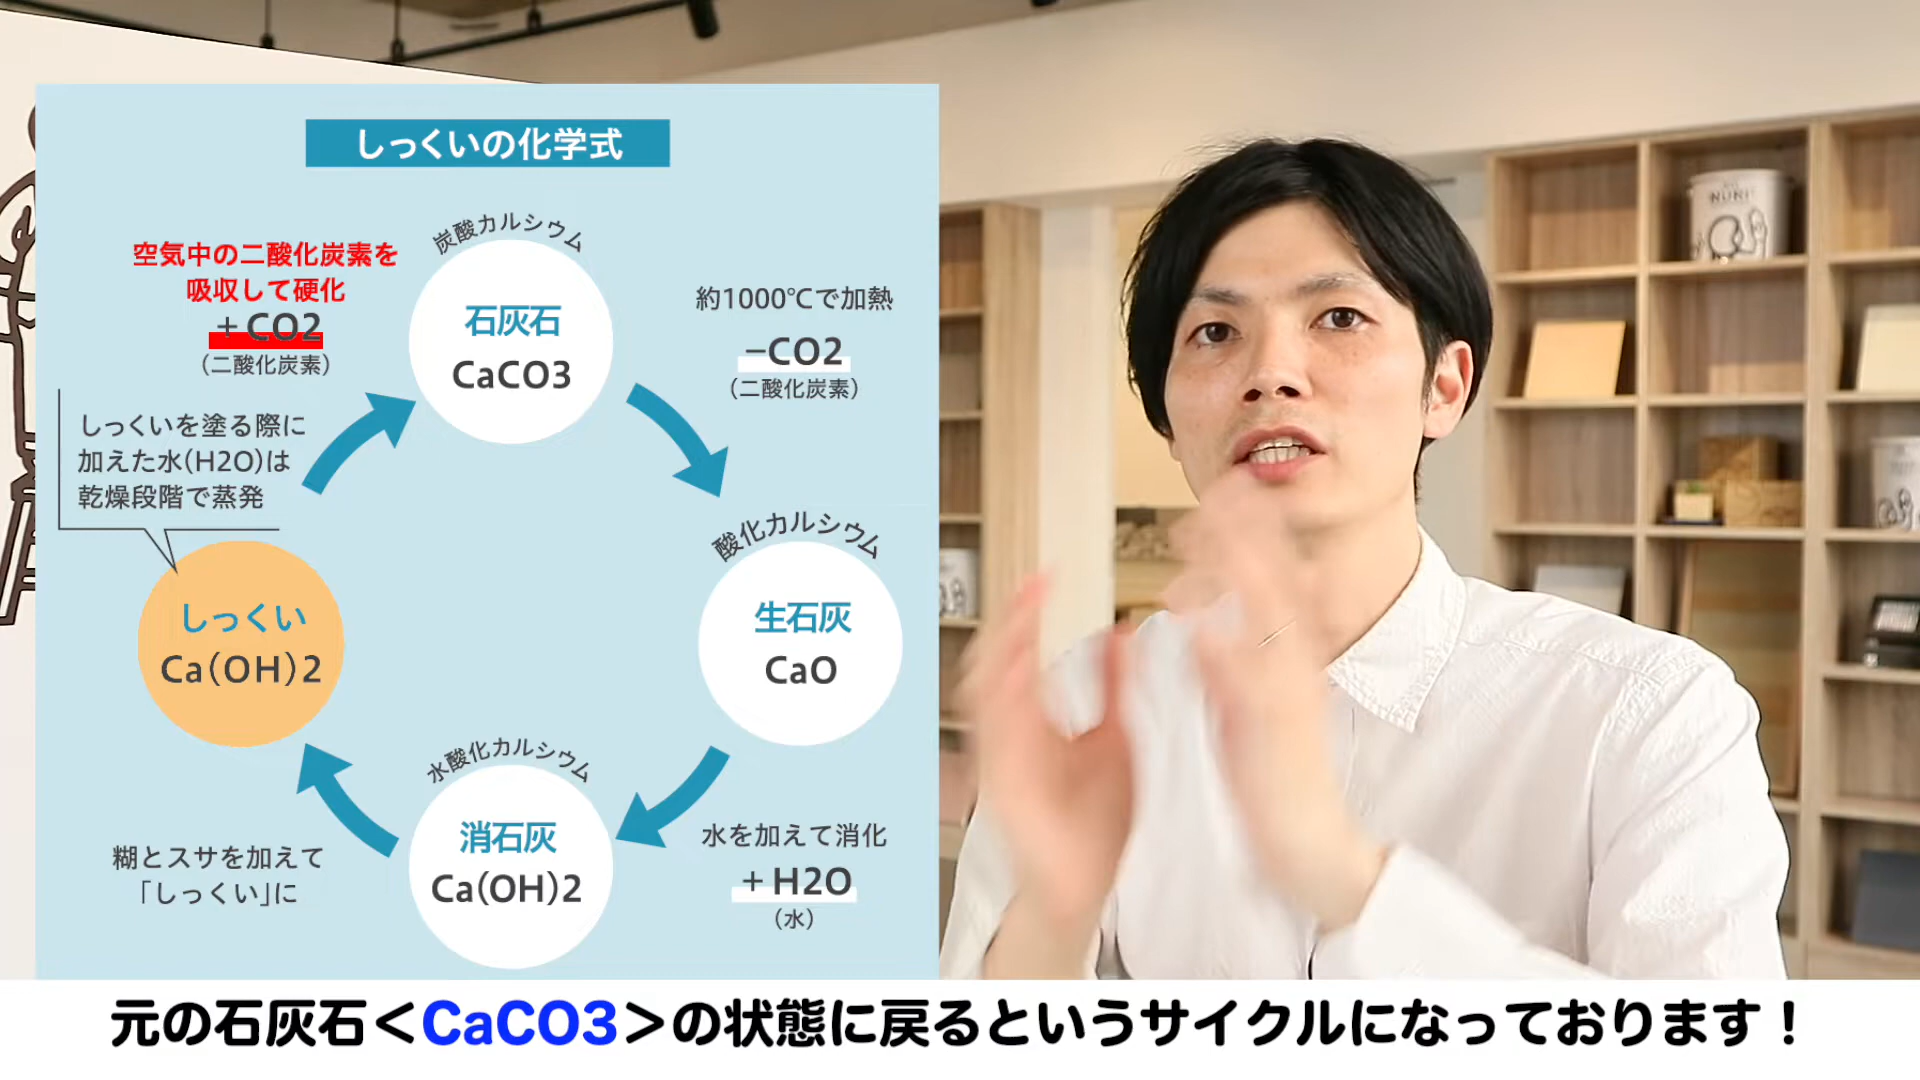 しっくいの化学式
炭酸カルシウム
石灰石
CaCO3
約1000℃で加熱
−CO2
（二酸化炭素）
酸化カルシウム
生石灰
CaO
水を加えて消化
＋H2O
（水）
水酸化カルシウム
消石灰
Ca(OH)2
糊とスサを加えて
「しっくい」に
しっくい
Ca(OH)2
しっくいを塗る際に
加えた水(H2O)は
乾燥段階で蒸発
空気中の二酸化炭素を
吸収して硬化
＋CO2
（二酸化炭素）
元の石灰石＜CaCO3＞の状態に戻るというサイクルになっております！